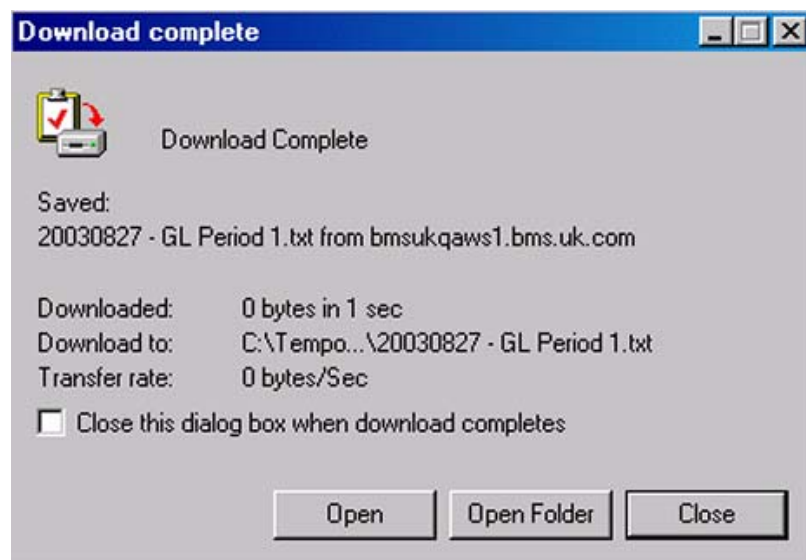 Download complete
Download Complete
Saved:
20030827 - GL Period 1.txt from bmsukqaws1.bms.uk.com
Downloaded: 0 bytes in 1 sec
Download to: C:\Tempo...\20030827 - GL Period 1.txt
Transfer rate: 0 bytes/Sec
Close this dialog box when download completes
Open Open Folder Close